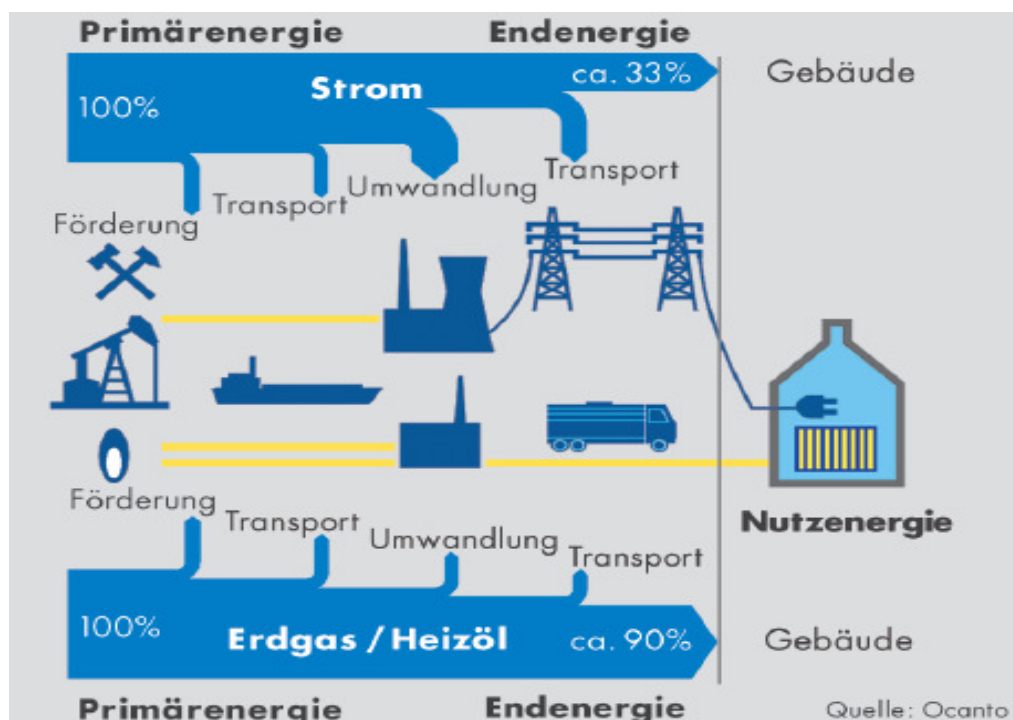 Primärenergie Endenergie
ca. 33% Gebäude
Strom
100%
Transport
Umwandlung
Transport
Förderung
Förderung
Nutzenergie
Transport
Umwandlung
Transport
100% Erdgas / Heizöl ca. 90% Gebäude
Primärenergie Endenergie Quelle: Ocanto